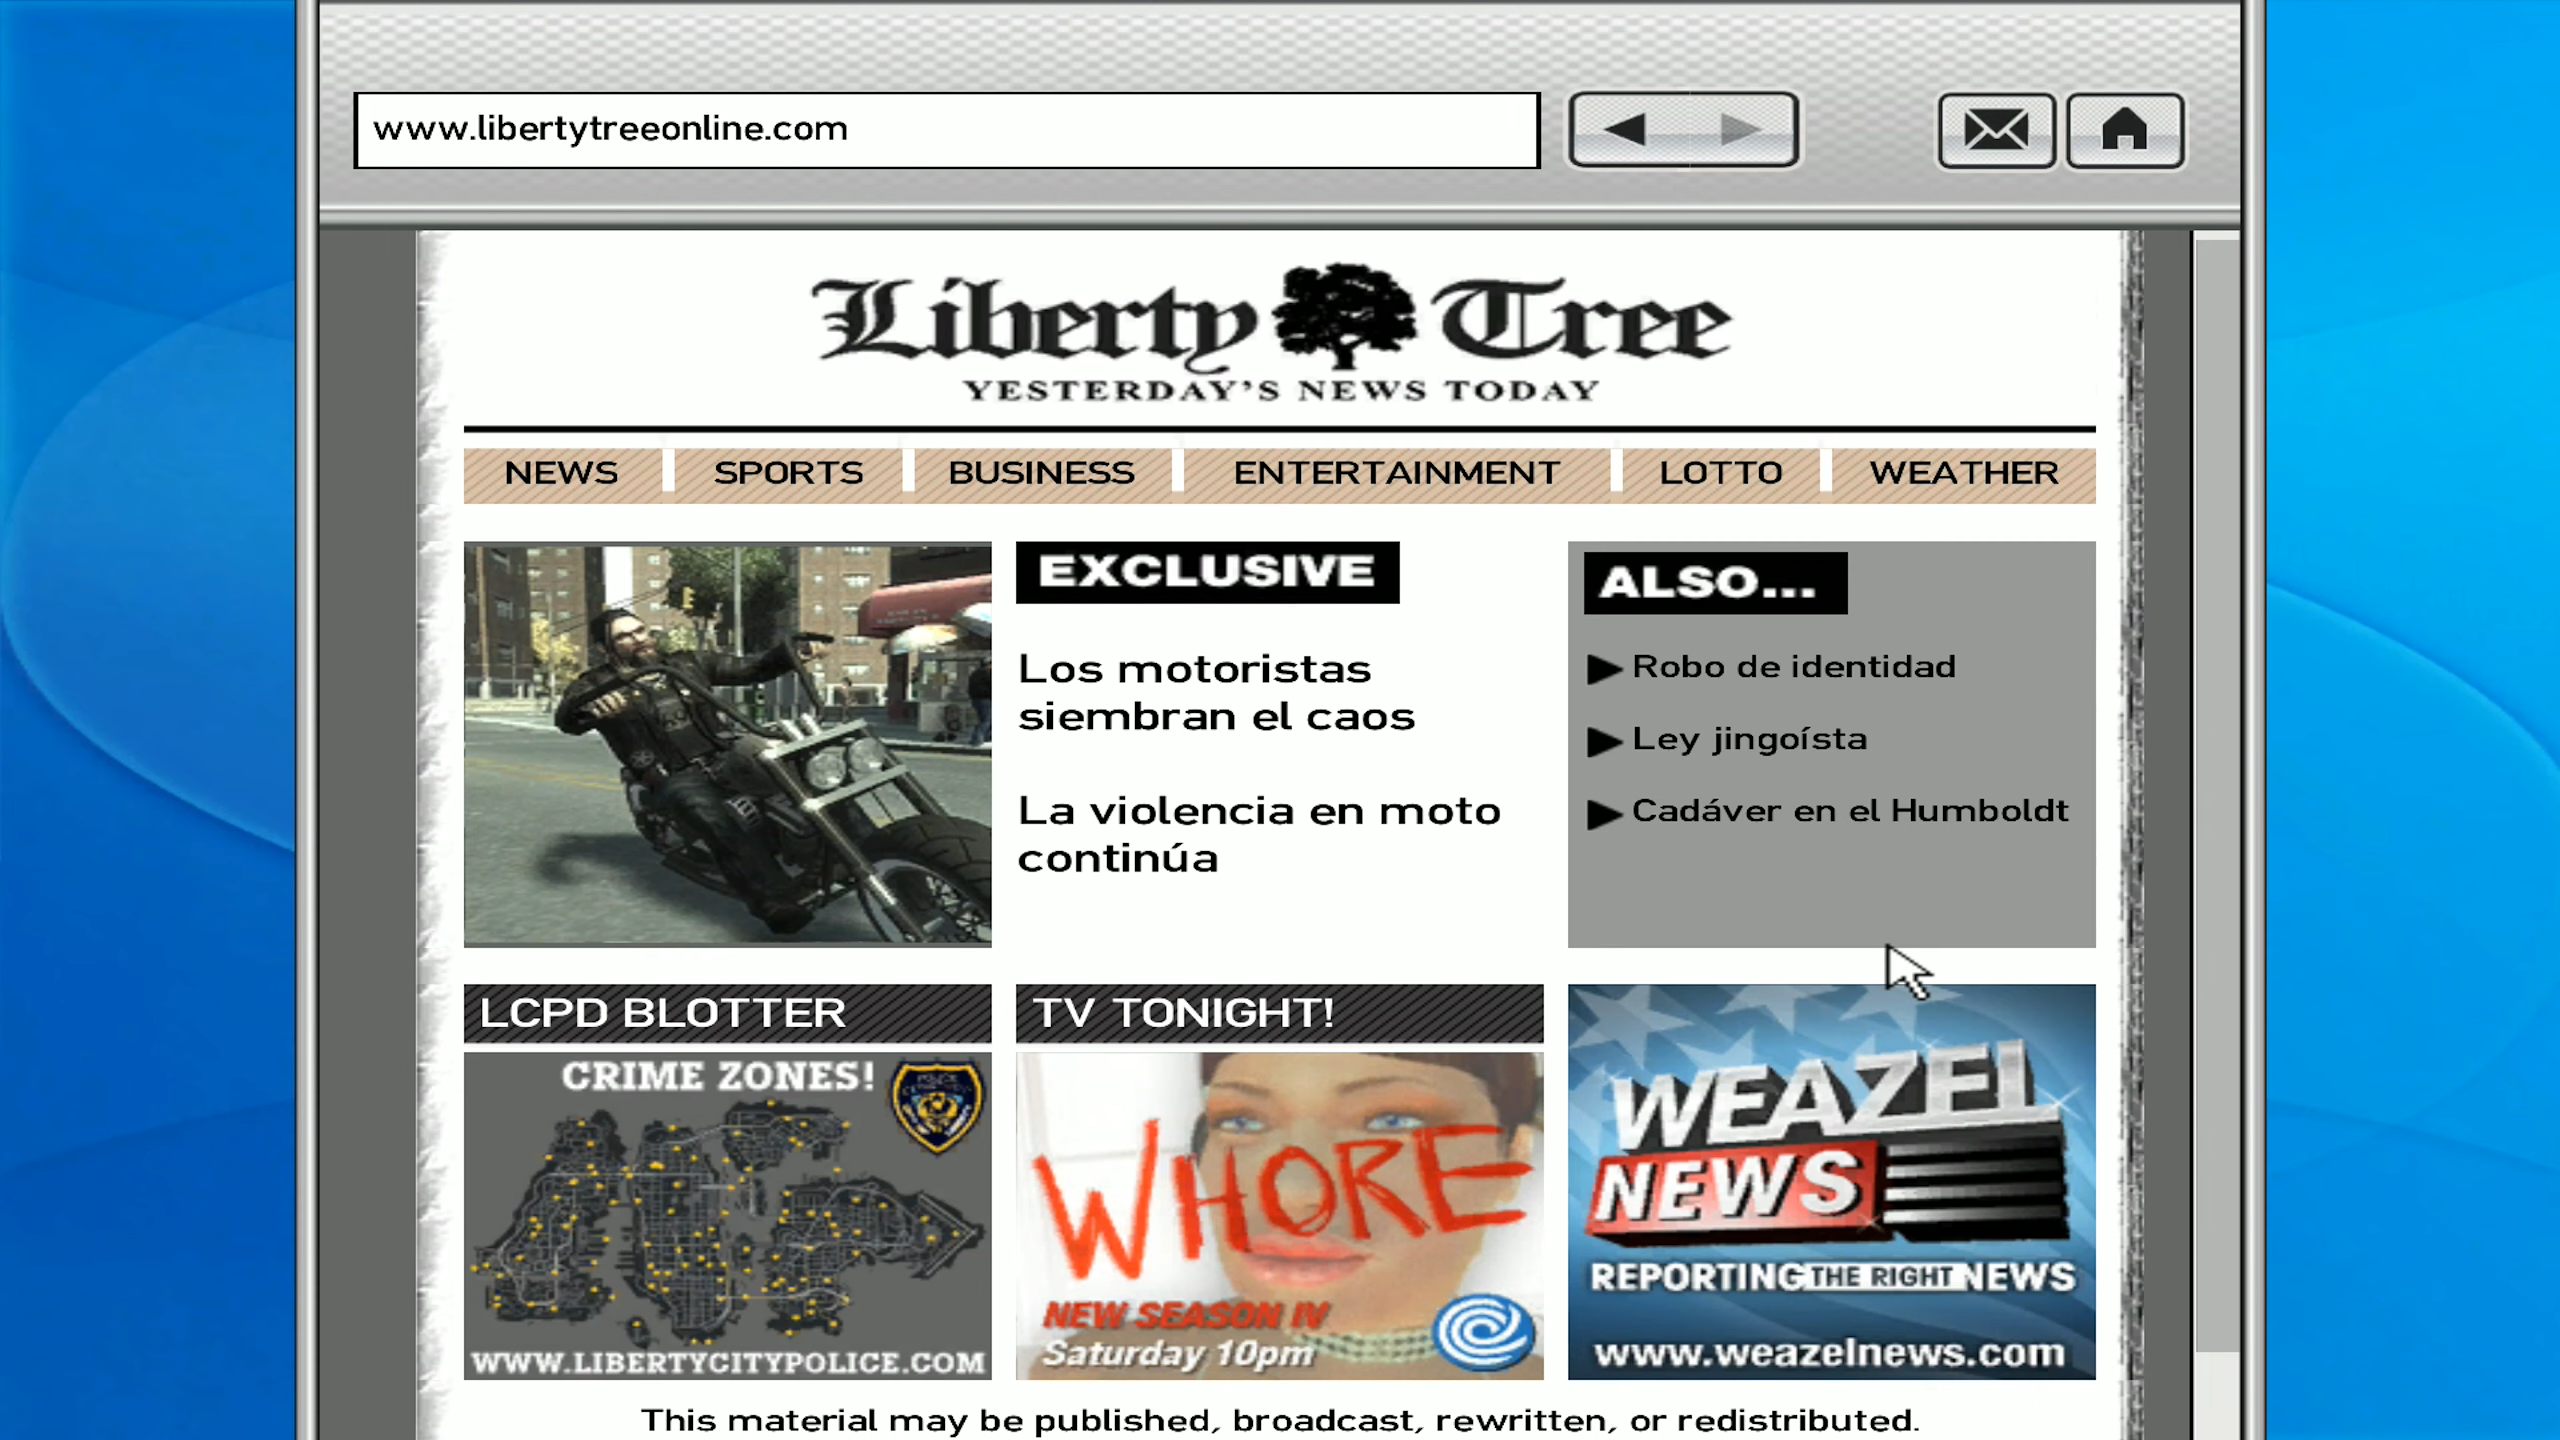 www.libertytreeonline.com
Liberty Tree
YESTERDAY'S NEWS TODAY
NEWS SPORTS BUSINESS ENTERTAINMENT LOTTO WEATHER
EXCLUSIVE
Los motoristas
siembran el caos
La violencia en moto
continúa
ALSO...
Robo de identidad
Ley jingoísta
Cadáver en el Humboldt
LCPD BLOTTER
CRIME ZONES!
WWW.LIBERTYCITYPOLICE.COM
TV TONIGHT!
WHORE
NEW SEASON IV
Saturday 10pm
WEAZEL
NEWS
REPORTING THE RIGHT NEWS
www.weazelnews.com
This material may be published, broadcast, rewritten, or redistributed.